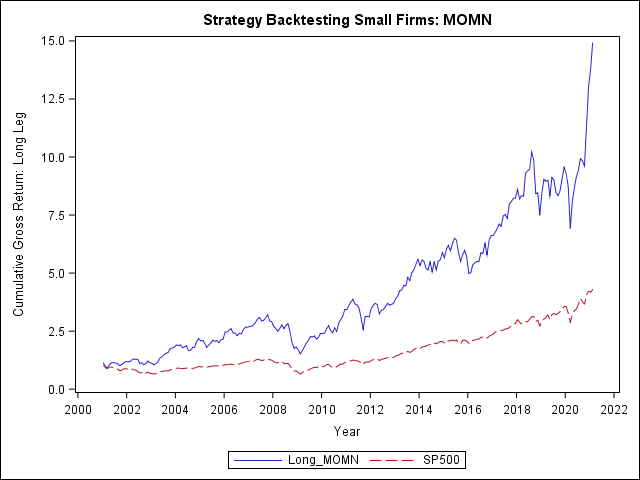 Strategy Backtesting Small Firms: MOMN
Cumulative Gross Return: Long Leg
15.0
12.5
10.0
7.5
5.0
2.5
0.0
2000 2002 2004 2006 2008 2010 2012 2014 2016 2018 2020 2022
Year
Long_MOMN SP500